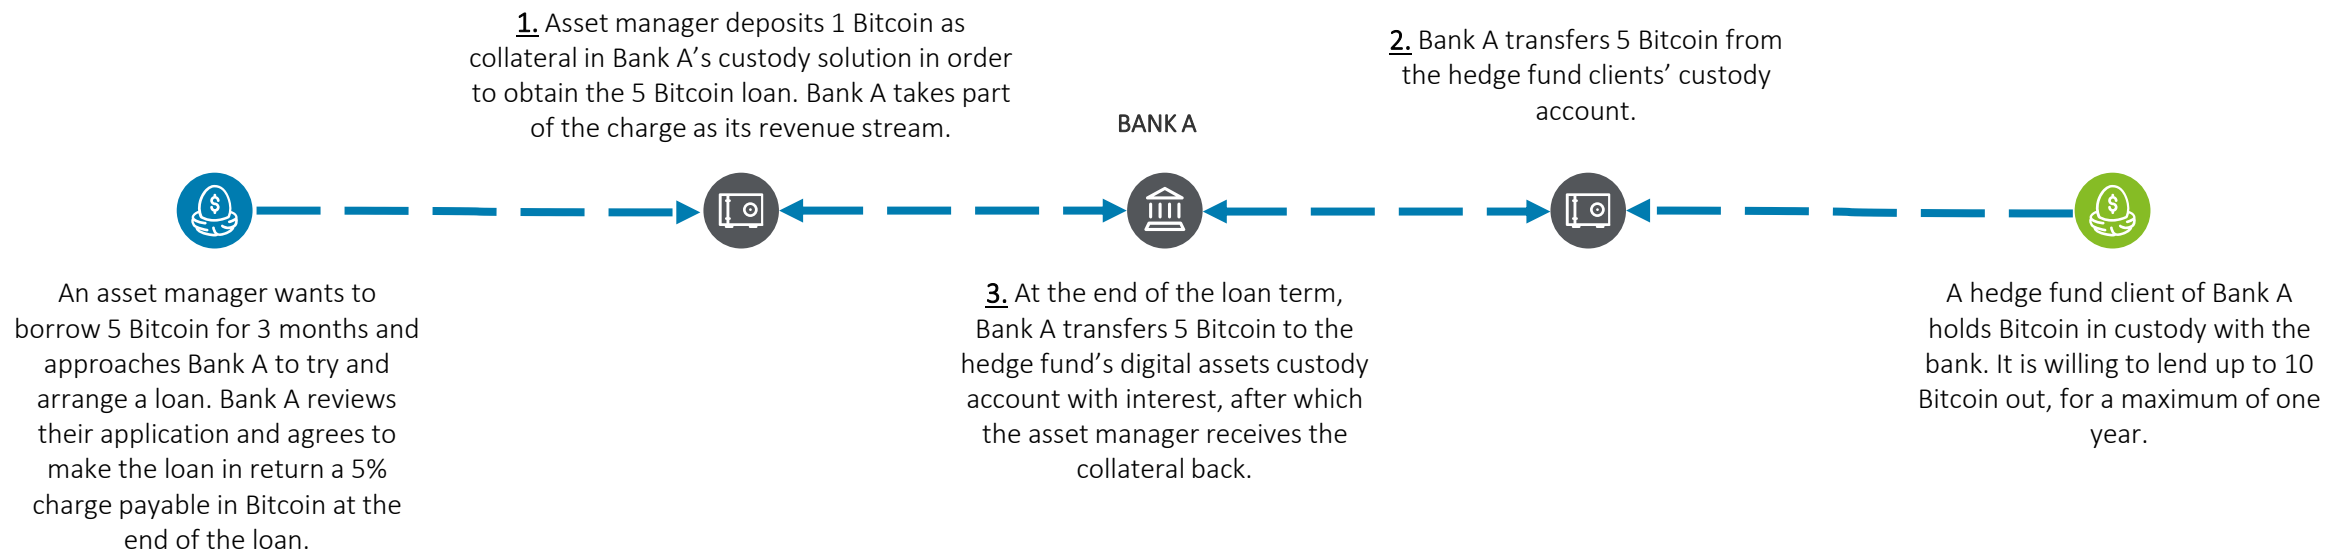 1. Asset manager deposits 1 Bitcoin as
collateral in Bank A’s custody solution in order
to obtain the 5 Bitcoin loan. Bank A takes part
of the charge as its revenue stream.
2. Bank A transfers 5 Bitcoin from
the hedge fund clients’ custody
account.
BANK A
An asset manager wants to
borrow 5 Bitcoin for 3 months and
approaches Bank A to try and
arrange a loan. Bank A reviews
their application and agrees to
make the loan in return a 5%
charge payable in Bitcoin at the
end of the loan.
3. At the end of the loan term,
Bank A transfers 5 Bitcoin to the
hedge fund’s digital assets custody
account with interest, after which
the asset manager receives the
collateral back.
A hedge fund client of Bank A
holds Bitcoin in custody with the
bank. It is willing to lend up to 10
Bitcoin out, for a maximum of one
year.